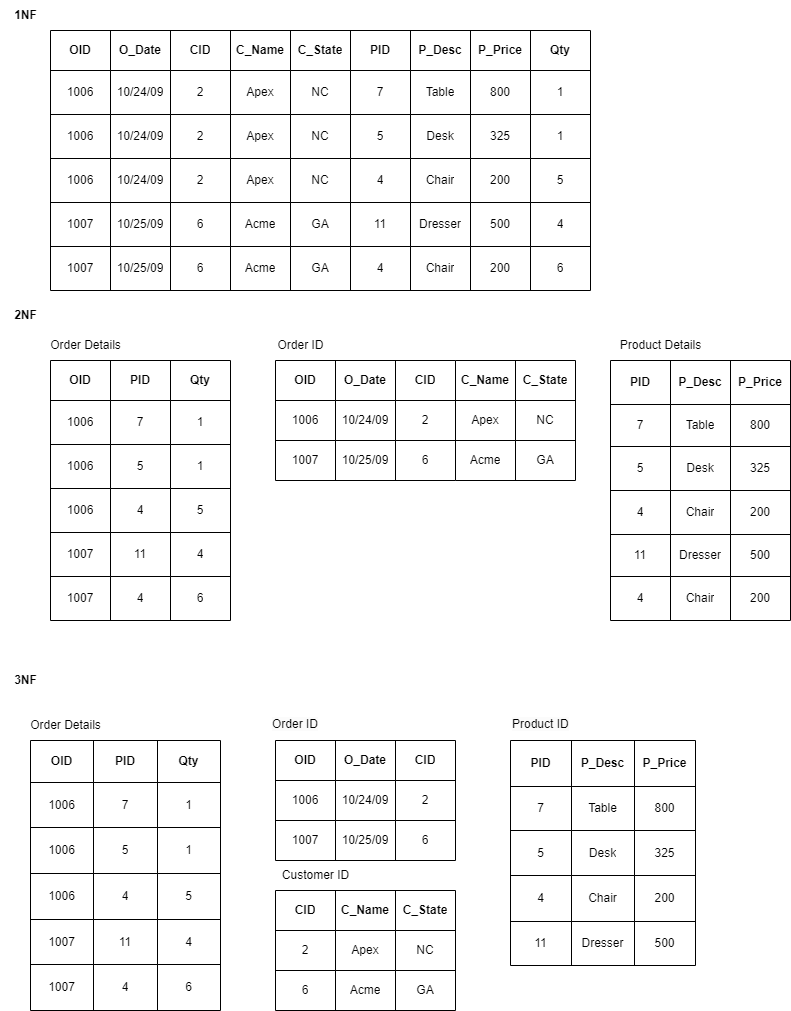 1NF
OID O_Date CID C_Name C_State PID P_Desc P_Price Qty
1006 10/24/09 2 Apex NC 7 Table 800 1
1006 10/24/09 2 Apex NC 5 Desk 325 1
1006 10/24/09 2 Apex NC 4 Chair 200 5
1007 10/25/09 6 Acme GA 11 Dresser 500 4
1007 10/25/09 6 Acme GA 4 Chair 200 6
2NF
Order Details
OID PID Qty
1006 7 1
1006 5 1
1006 4 5
1007 11 4
1007 4 6
Order ID
OID O_Date CID C_Name C_State
1006 10/24/09 2 Apex NC
1007 10/25/09 6 Acme GA
Product Details
PID P_Desc P_Price
7 Table 800
5 Desk 325
4 Chair 200
11 Dresser 500
4 Chair 200
3NF
Order Details
OID PID Qty
1006 7 1
1006 5 1
1006 4 5
1007 11 4
1007 4 6
Order ID
OID O_Date CID
1006 10/24/09 2
1007 10/25/09 6
Customer ID
CID C_Name C_State
2 Apex NC
6 Acme GA
Product ID
PID P_Desc P_Price
7 Table 800
5 Desk 325
4 Chair 200
11 Dresser 500